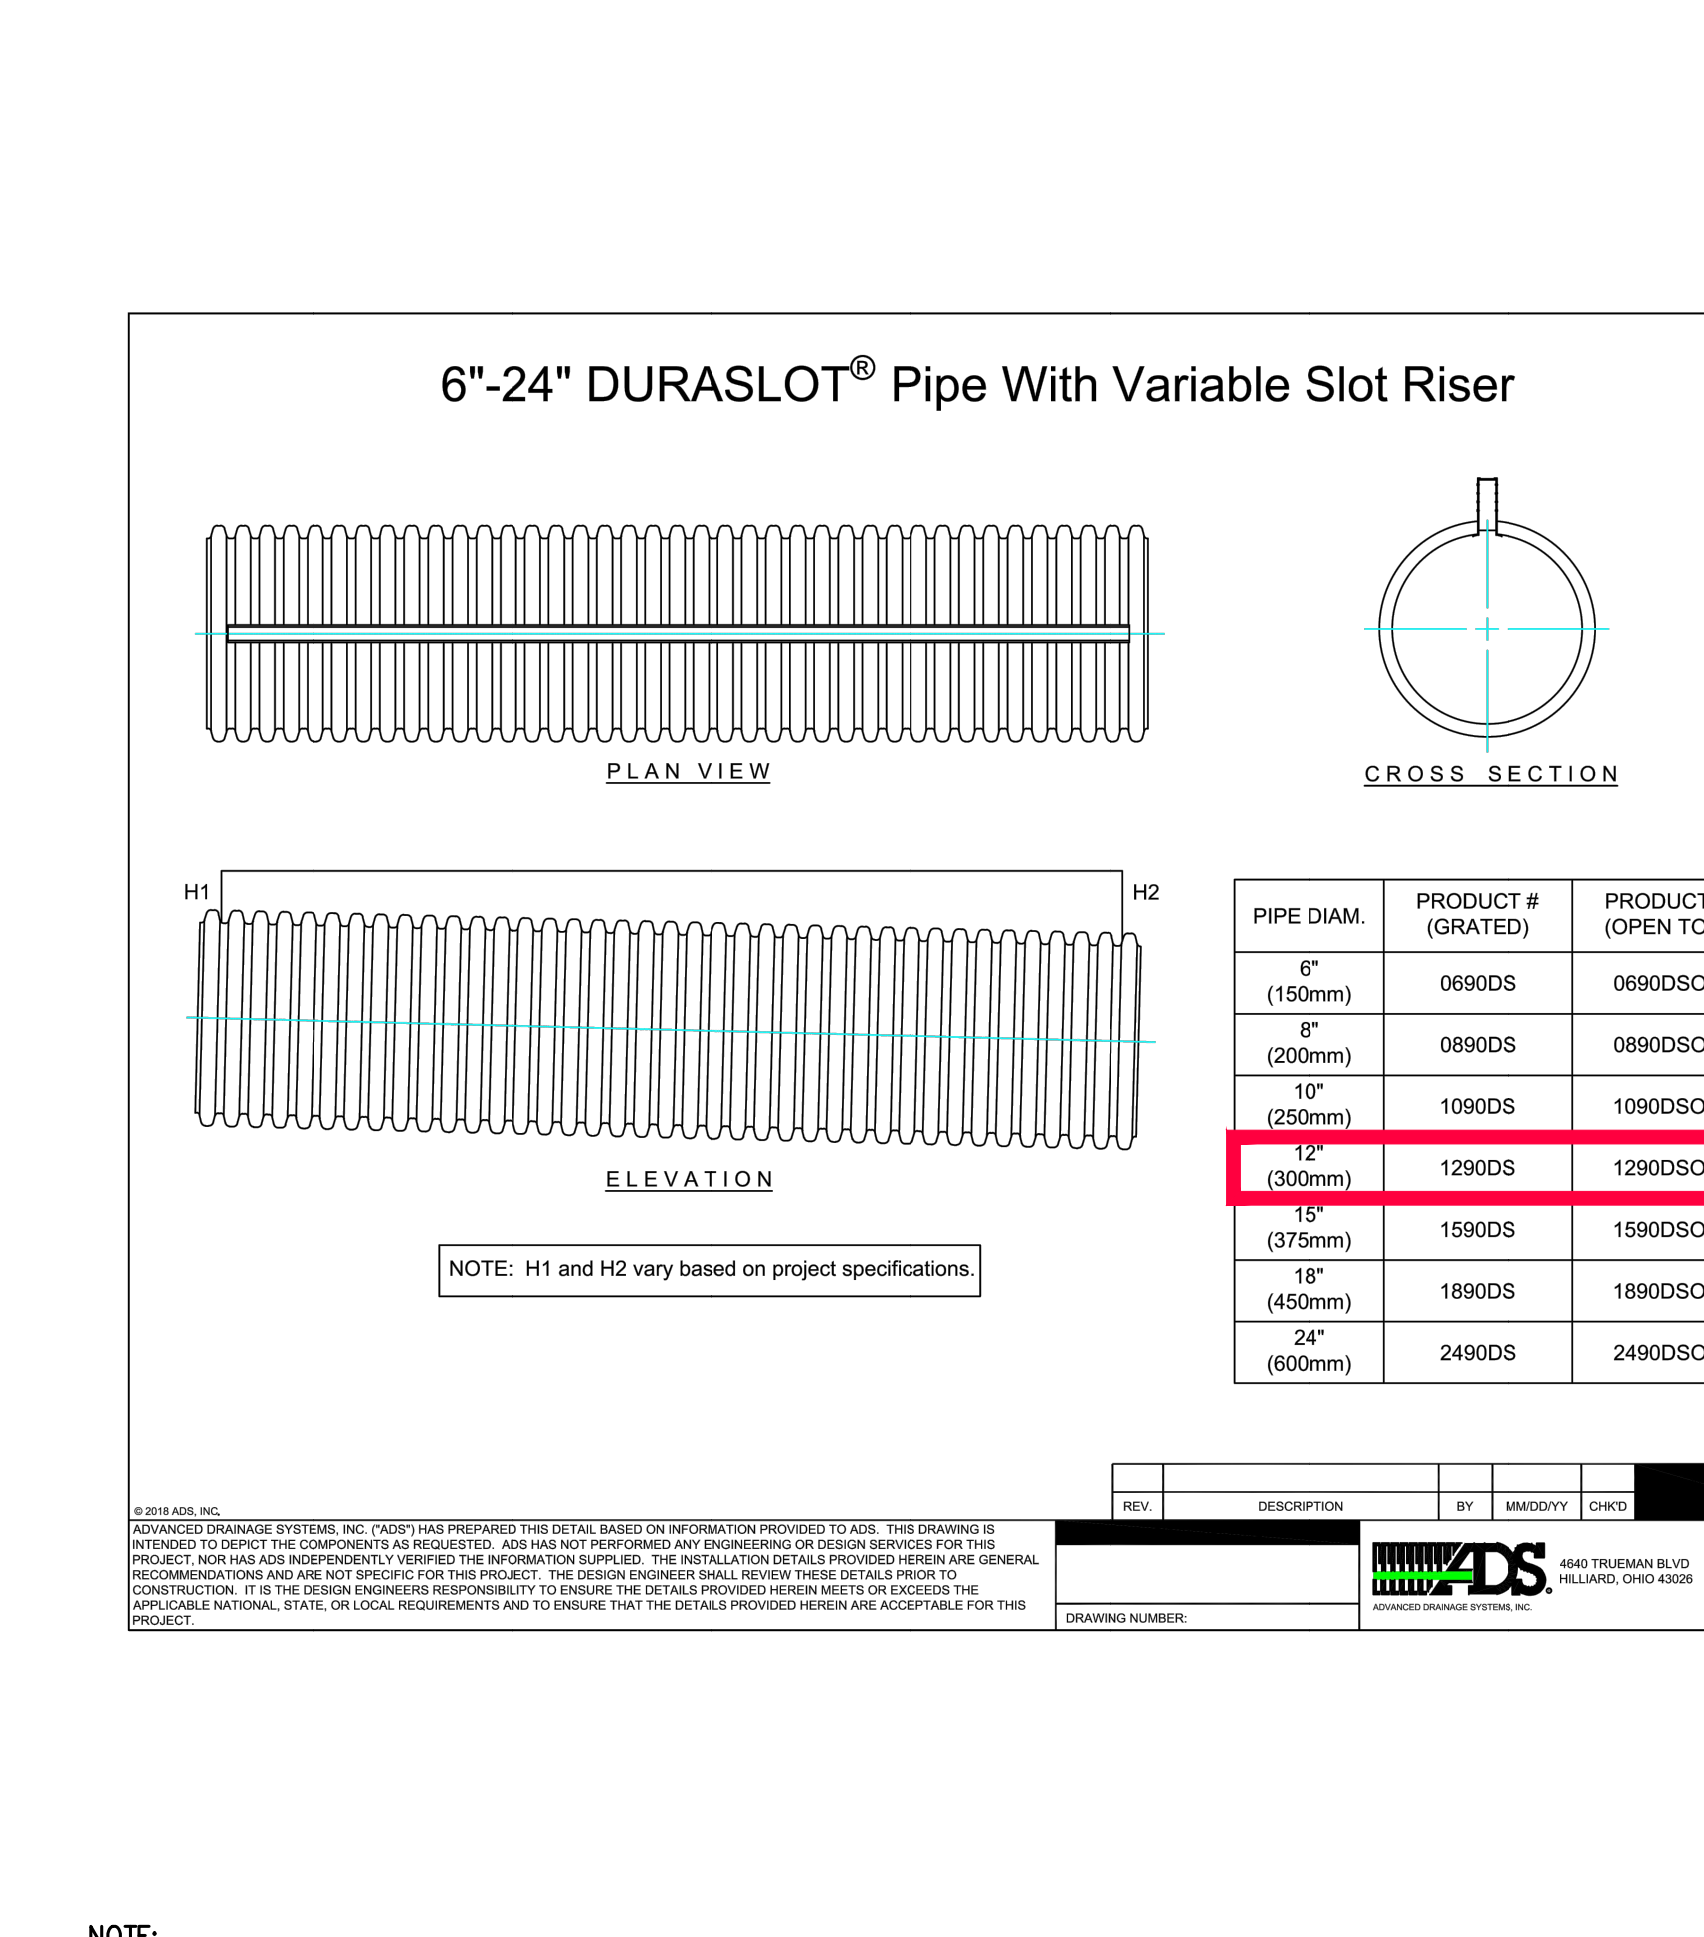 6"-24" DURASLOT® Pipe With Variable Slot Riser
PLAN VIEW
CROSS SECTION
H1
H2
ELEVATION
NOTE: H1 and H2 vary based on project specifications.
PIPE DIAM. PRODUCT # (GRATED) PRODUCT (OPEN TO
6" (150mm) 0690DS 0690DSO
8" (200mm) 0890DS 0890DSO
10" (250mm) 1090DS 1090DSO
12" (300mm) 1290DS 1290DSO
15" (375mm) 1590DS 1590DSO
18" (450mm) 1890DS 1890DSO
24" (600mm) 2490DS 2490DSO
REV. DESCRIPTION BY MM/DD/YY CHK'D
© 2018 ADS, INC.
ADVANCED DRAINAGE SYSTEMS, INC. ("ADS") HAS PREPARED THIS DETAIL BASED ON INFORMATION PROVIDED TO ADS. THIS DRAWING IS
INTENDED TO DEPICT THE COMPONENTS AS REQUESTED. ADS HAS NOT PERFORMED ANY ENGINEERING OR DESIGN SERVICES FOR THIS
PROJECT, NOR HAS ADS INDEPENDENTLY VERIFIED THE INFORMATION SUPPLIED. THE INSTALLATION DETAILS PROVIDED HEREIN ARE GENERAL
RECOMMENDATIONS AND ARE NOT SPECIFIC FOR THIS PROJECT. THE DESIGN ENGINEER SHALL REVIEW THESE DETAILS PRIOR TO
CONSTRUCTION. IT IS THE DESIGN ENGINEERS RESPONSIBILITY TO ENSURE THE DETAILS PROVIDED HEREIN MEETS OR EXCEEDS THE
APPLICABLE NATIONAL, STATE, OR LOCAL REQUIREMENTS AND TO ENSURE THAT THE DETAILS PROVIDED HEREIN ARE ACCEPTABLE FOR THIS
PROJECT.
DRAWING NUMBER:
ADS.
ADVANCED DRAINAGE SYSTEMS, INC.
4640 TRUEMAN BLVD
HILLIARD, OHIO 43026
NOTE: